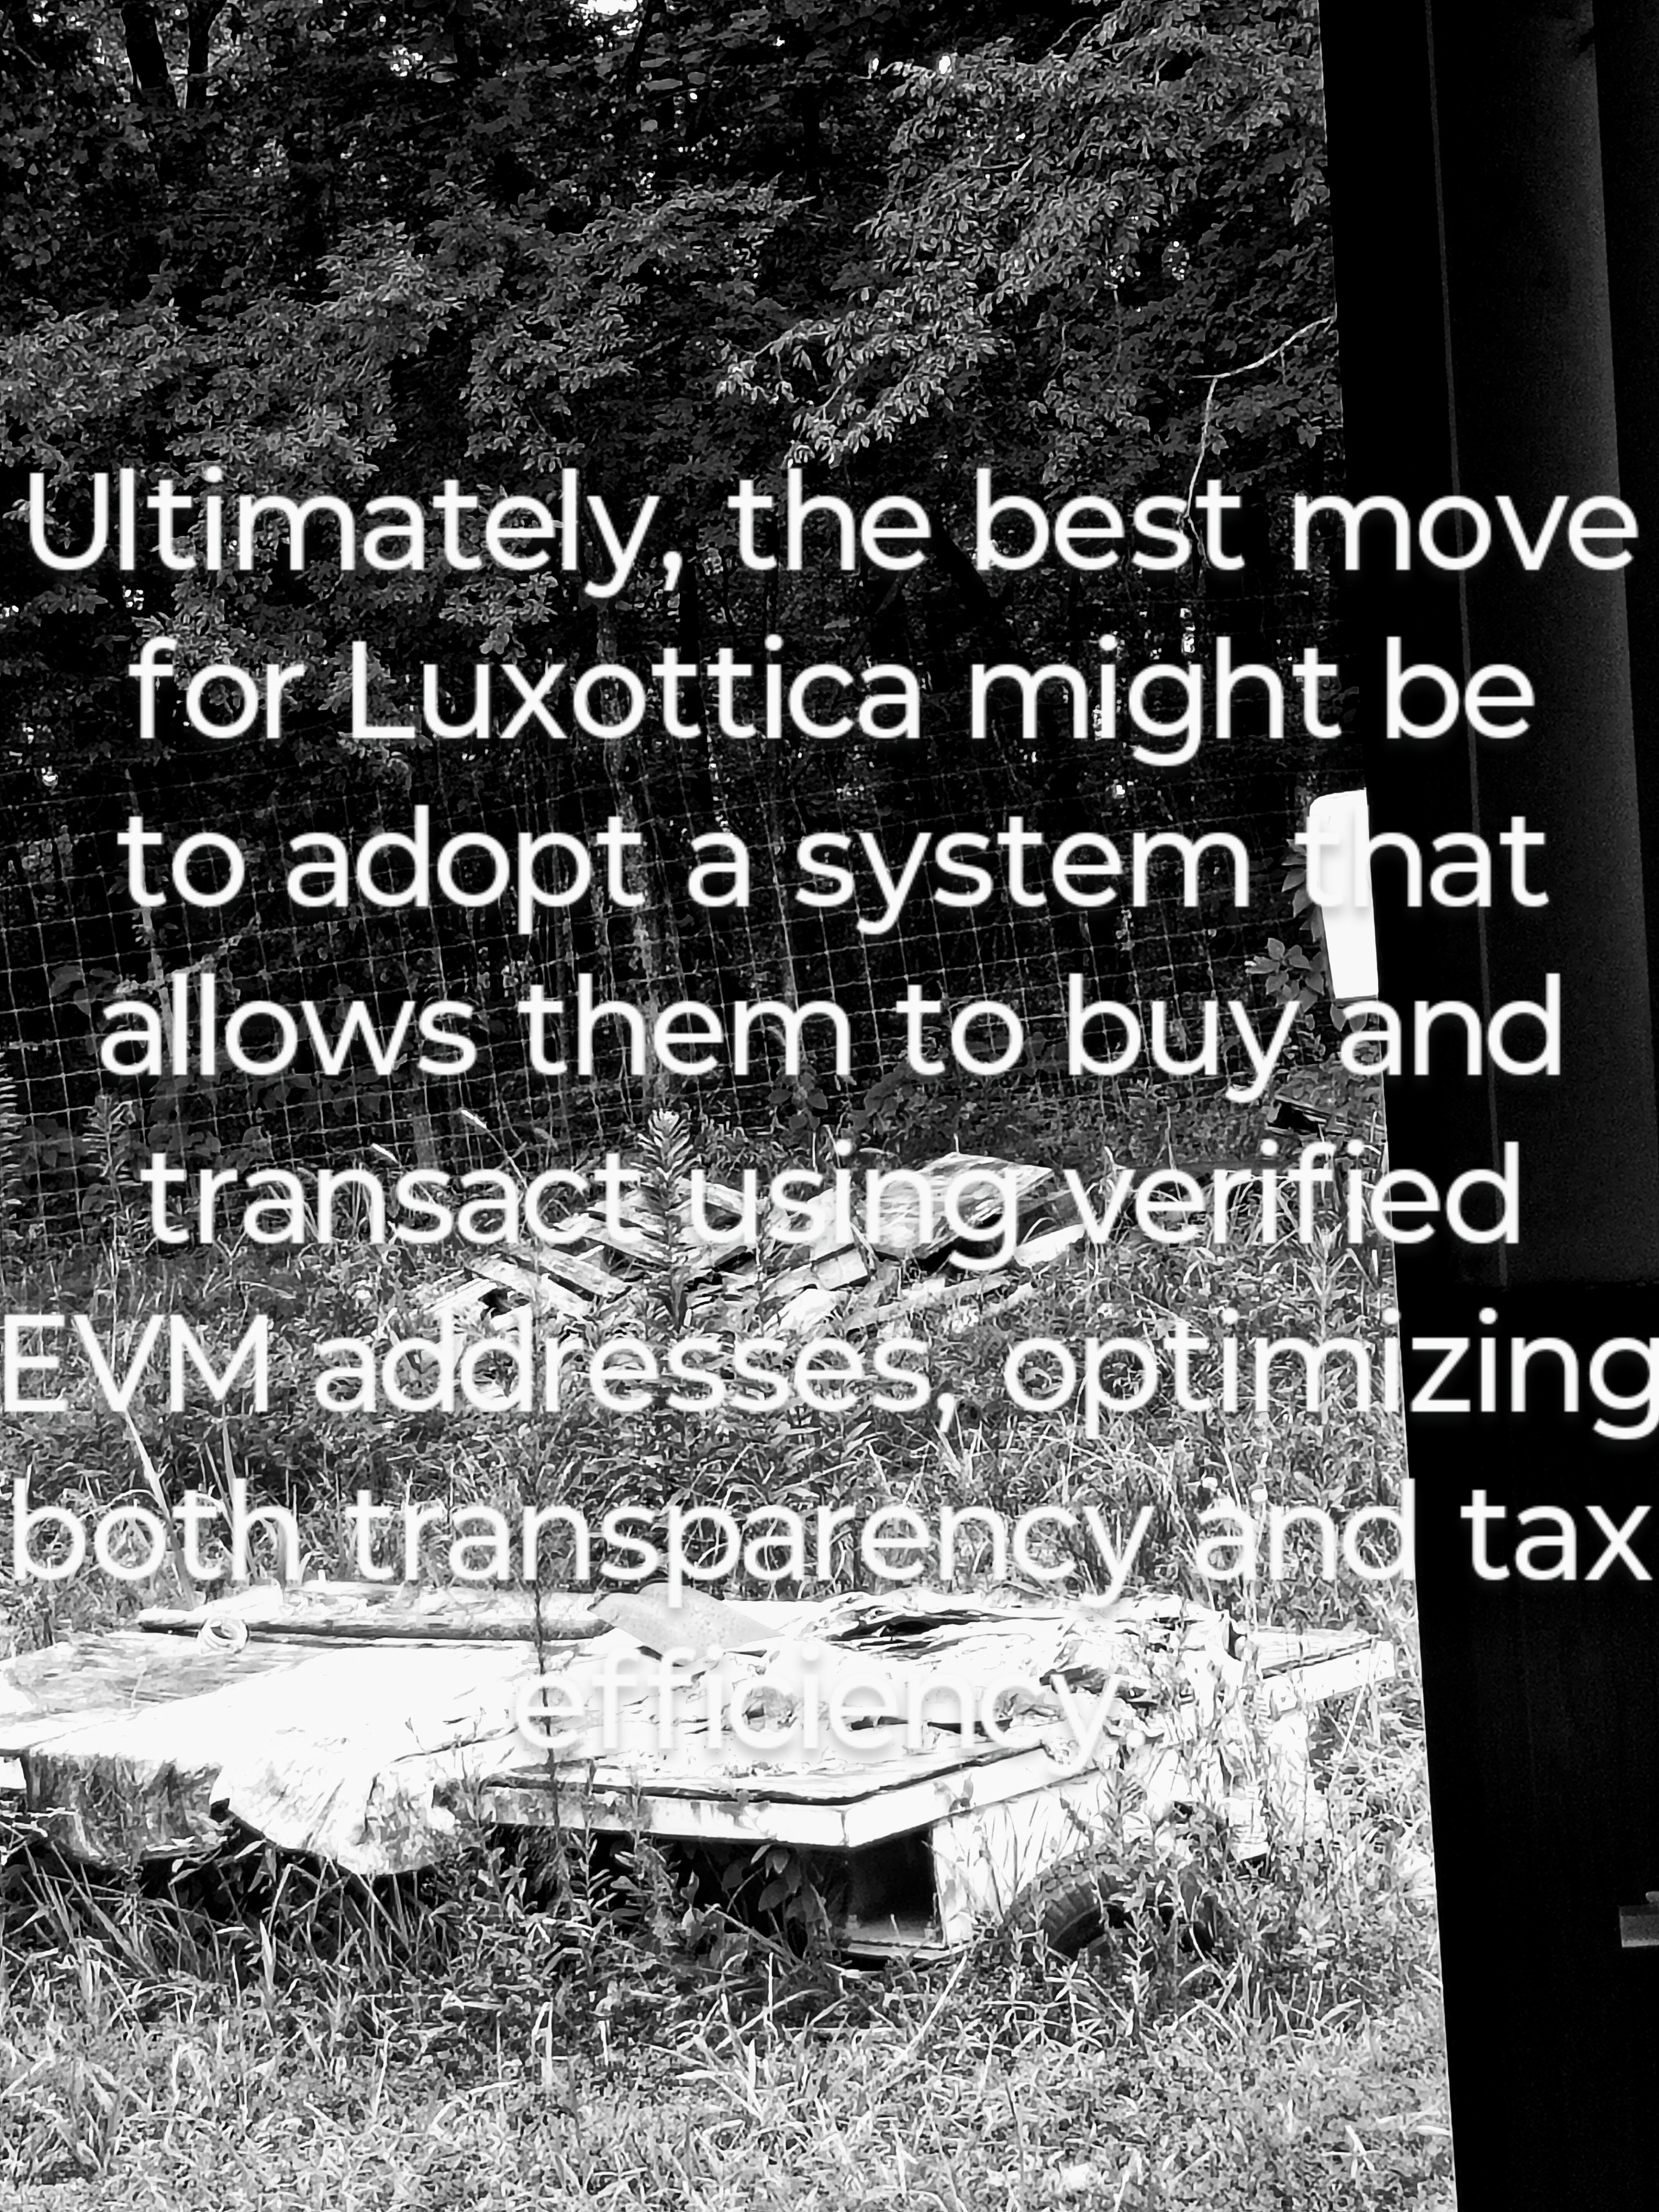 Ultimately, the best move
for Luxottica might be
to adopt a system that
allows them to buy and
transact using verified
EVM addresses, optimizing
both transparency and tax
efficiency